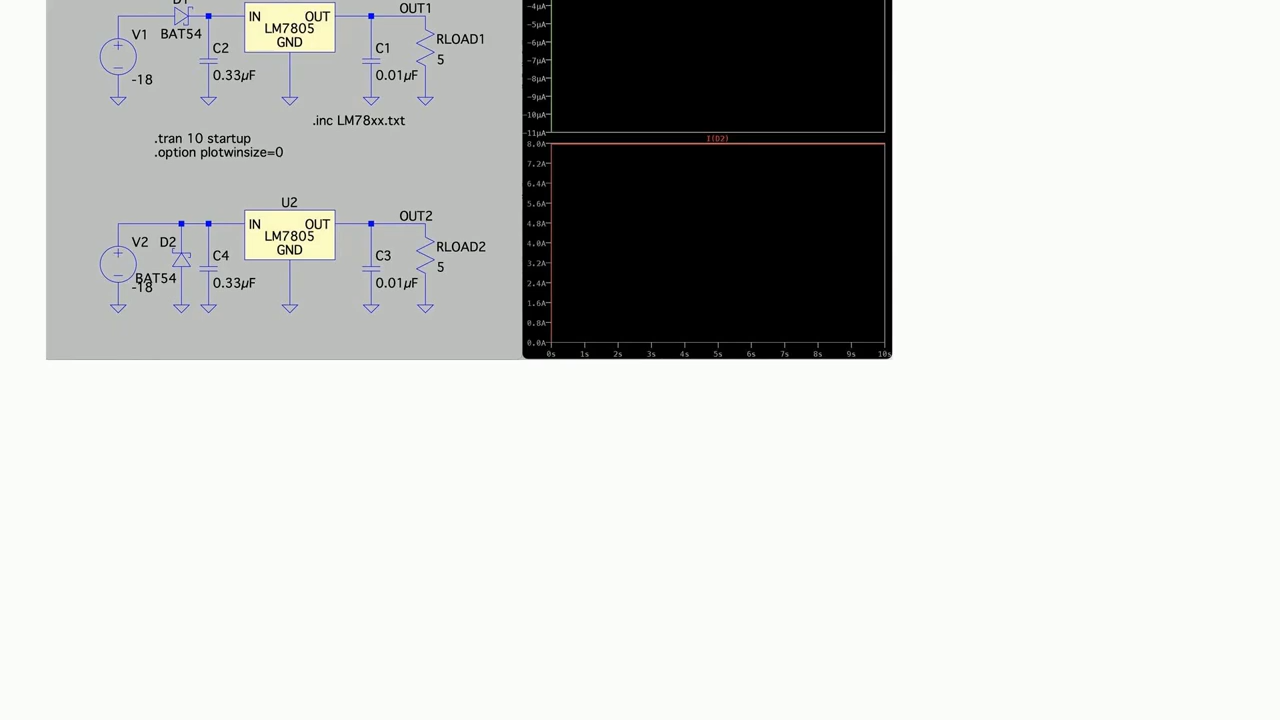 D1
OUT1
V1
BAT54
IN OUT
LM7805
GND
C2
0.33µF
C1
0.01µF
RLOAD1
5
-18
.inc LM78xx.txt
.tran 10 startup
.option plotwinsize=0
U2
OUT2
V2
D2
BAT54
-18
C4
0.33µF
IN OUT
LM7805
GND
C3
0.01µF
RLOAD2
5
-4µA
-5µA
-6µA
-7µA
-8µA
-9µA
-10µA
-11µA
I(D2)
8.0A
7.2A
6.4A
5.6A
4.8A
4.0A
3.2A
2.4A
1.6A
0.8A
0.0A
0s 1s 2s 3s 4s 5s 6s 7s 8s 9s 10s